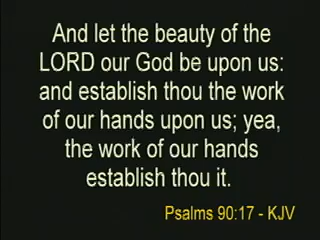 And let the beauty of the
LORD our God be upon us:
and establish thou the work
of our hands upon us; yea,
the work of our hands
establish thou it.
Psalms 90:17 - KJV